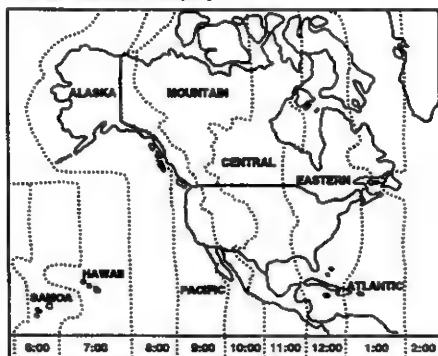 ALASKA MOUNTAIN
CENTRAL
EASTERN
HAWAII
SAMOA
PACIFIC
ATLANTIC
6:00 7:00 8:00 9:00 10:00 11:00 12:00 1:00 2:00